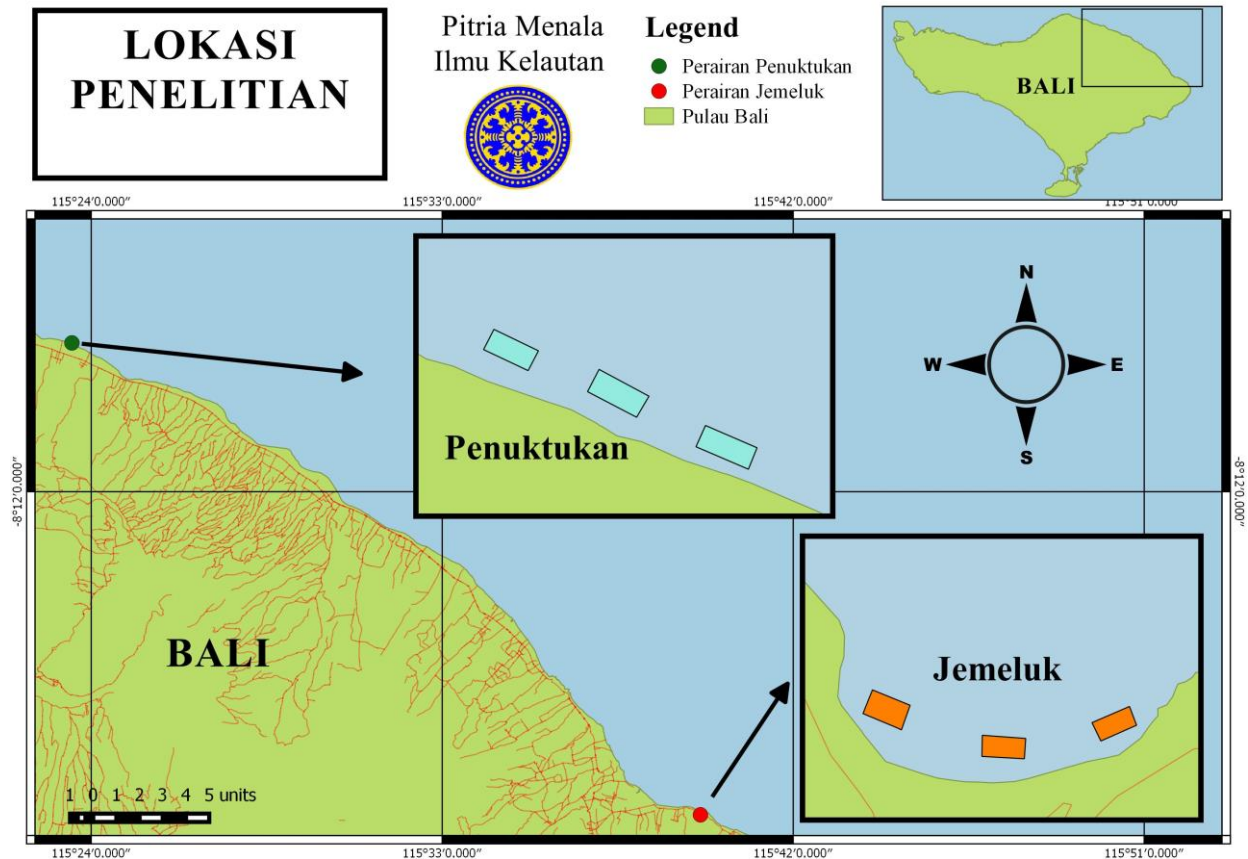 LOKASI
PENELITIAN
Pitria Menala
Ilmu Kelautan
Legend
Perairan Penuktukan
Perairan Jemeluk
Pulau Bali
BALI
115°24'0.000"
115°33'0.000"
115°42'0.000"
115°51'0.000"
N
W
E
S
Penuktukan
-8°12'0.000"
-8°12'0.000"
BALI
Jemeluk
1 0 1 2 3 4 5 units
115°24'0.000"
115°33'0.000"
115°42'0.000"
115°51'0.000"